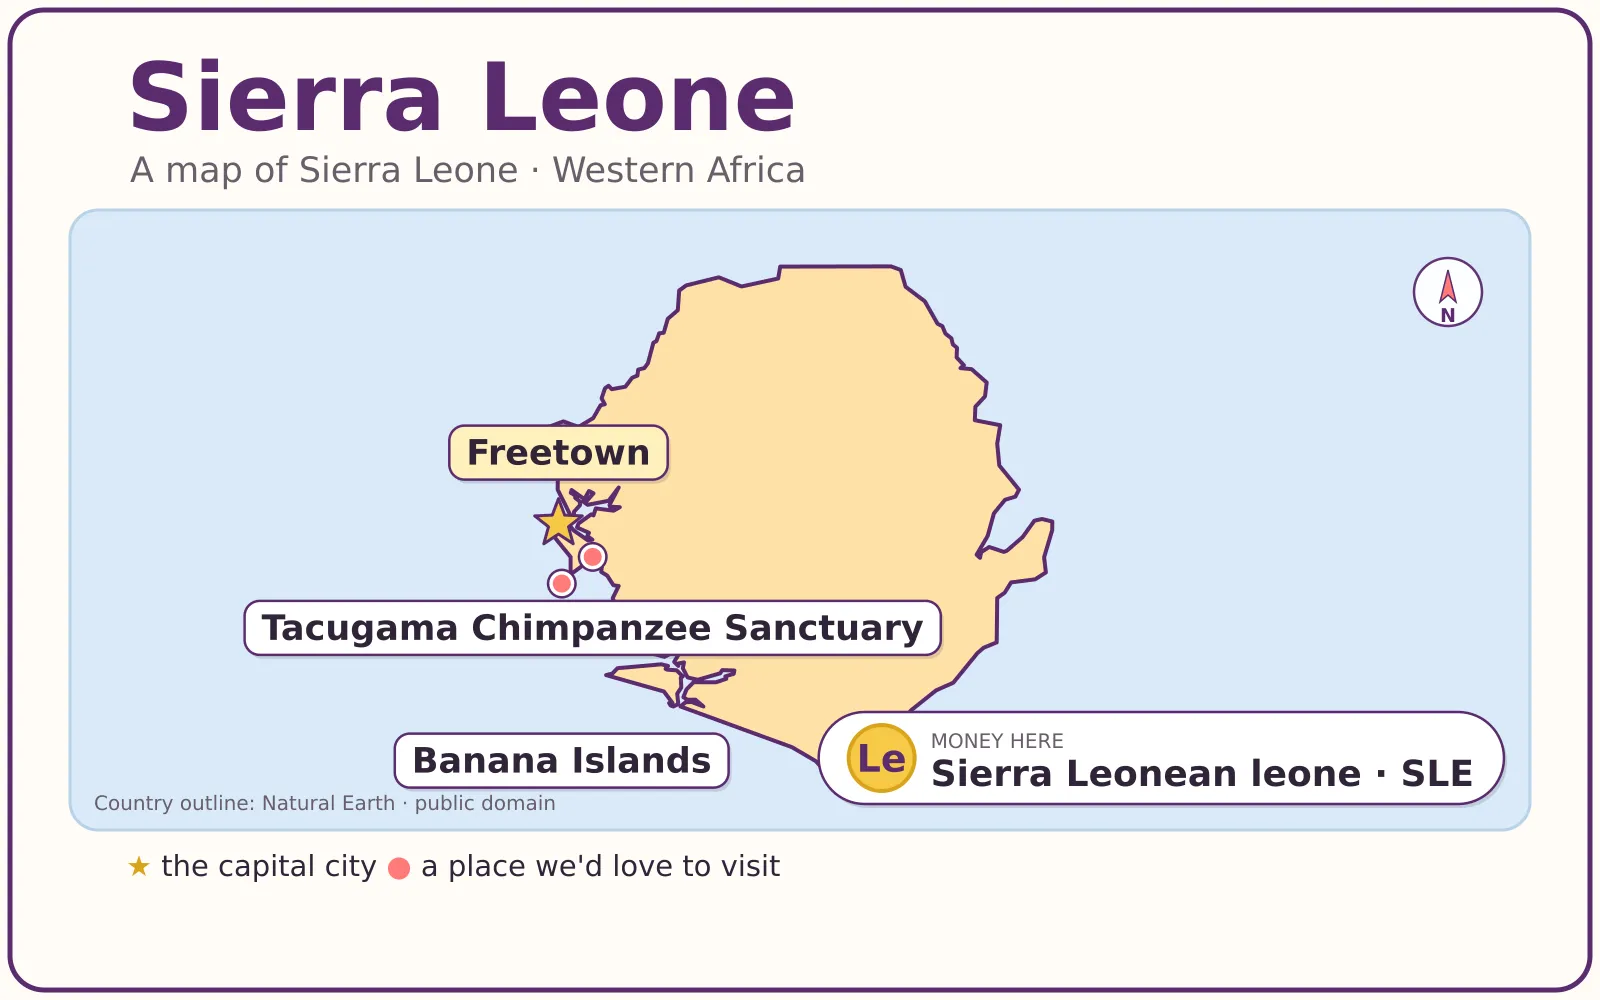 Sierra Leone
A map of Sierra Leone · Western Africa
N
Freetown
Tacugama Chimpanzee Sanctuary
Banana Islands
Le
MONEY HERE
Sierra Leonean leone · SLE
Country outline: Natural Earth · public domain
★ the capital city ● a place we'd love to visit